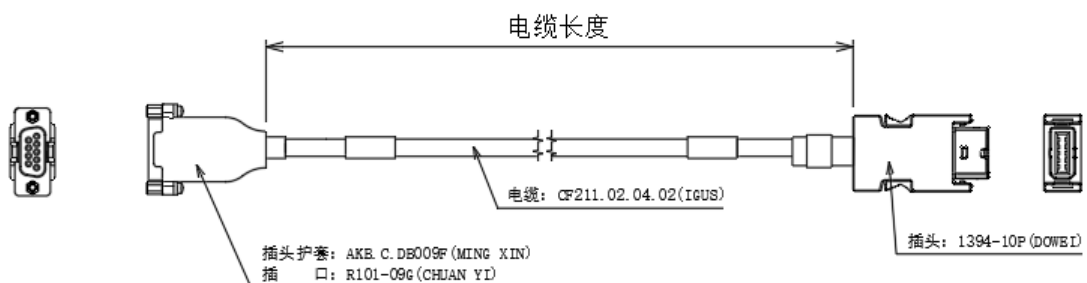 电缆长度
电缆: CF211.02.04.02(IGUS)
插头: 1394-10P(DOWEI)
插头护套: AKB.C.DB009F(MING XIN)
插 口: R101-09G(CHUAN YI)